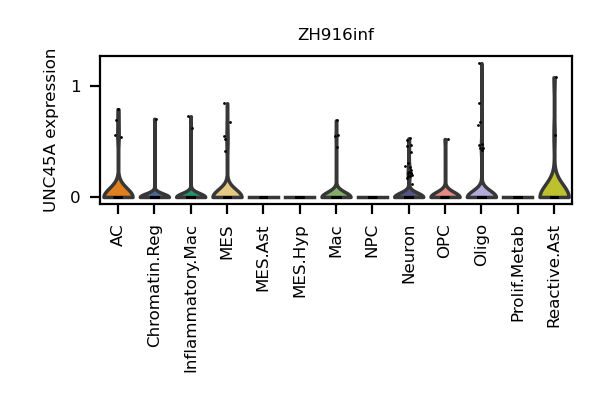 ZH916inf
UNC45A expression
1
0
AC
Chromatin.Reg
Inflammatory.Mac
MES
MES.Ast
MES.Hyp
Mac
NPC
Neuron
OPC
Oligo
Prolif.Metab
Reactive.Ast